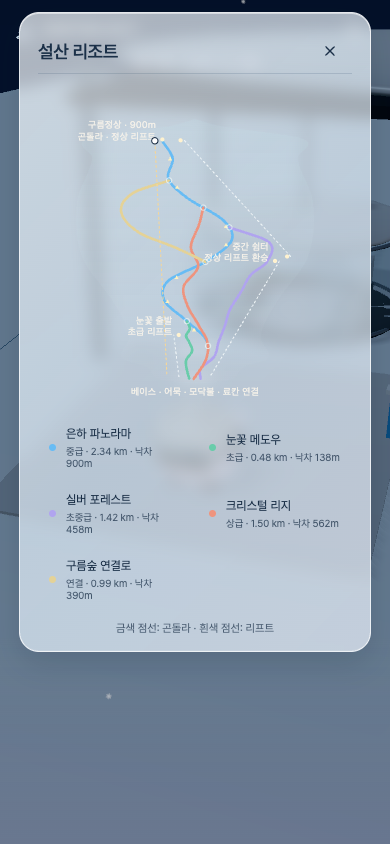 설산 리조트
구름정상 · 900m
곤돌라 · 정상 리프트
중간 쉼터
정상 리프트 환승
눈꽃 출발
초급 리프트
베이스 · 어묵 · 모닥불 · 료칸 연결
은하 파노라마
중급 · 2.34 km · 낙차
900m
눈꽃 메도우
초급 · 0.48 km · 낙차 138m
실버 포레스트
초중급 · 1.42 km · 낙차
458m
크리스털 리지
상급 · 1.50 km · 낙차 562m
구름숲 연결로
연결 · 0.99 km · 낙차
390m
금색 점선: 곤돌라 · 흰색 점선: 리프트